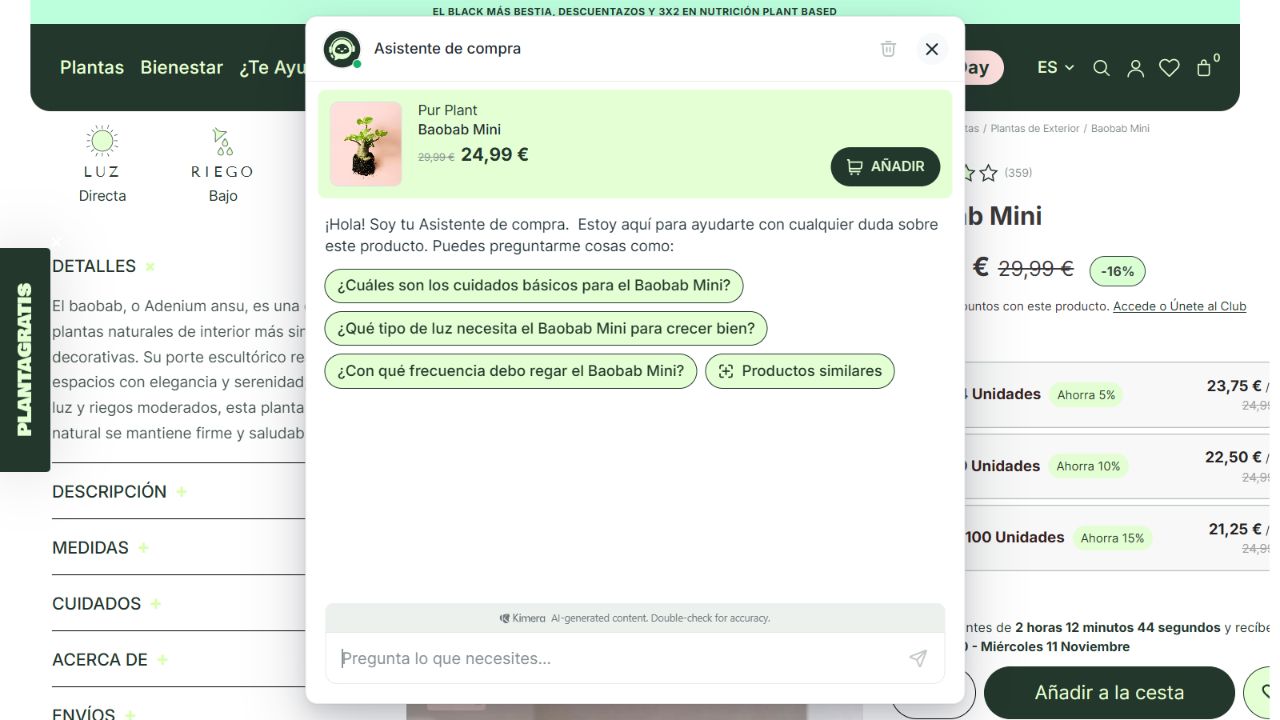 EL BLACK MÁS BESTIA, DESCUENTAZOS Y 3X2 EN NUTRICIÓN PLANT BASED
Plantas Bienestar ¿Te Ayu
Asistente de compra
ay
ES
0
Pur Plant
Baobab Mini
29,99 € 24,99 €
AÑADIR
¡Hola! Soy tu Asistente de compra. Estoy aquí para ayudarte con cualquier duda sobre
este producto. Puedes preguntarme cosas como:
¿Cuáles son los cuidados básicos para el Baobab Mini?
¿Qué tipo de luz necesita el Baobab Mini para crecer bien?
¿Con qué frecuencia debo regar el Baobab Mini?
Productos similares
Kimera AI-generated content. Double-check for accuracy.
Pregunta lo que necesites...
LUZ
Directa
RIEGO
Bajo
PLANTAGRATIS
DETALLES
El baobab, o Adenium ansu, es una
plantas naturales de interior más sin
decorativas. Su porte escultórico re
espacios con elegancia y serenidad
luz y riegos moderados, esta planta
natural se mantiene firme y saludab
DESCRIPCIÓN +
MEDIDAS +
CUIDADOS +
ACERCA DE +
ENVÍOS +
tas / Plantas de Exterior / Baobab Mini
(359)
ab Mini
€ 29,99 € -16%
puntos con este producto. Accede o Únete al Club
Unidades Ahorra 5% 23,75 € /
24,99
Unidades Ahorra 10% 22,50 € /
24,99
100 Unidades Ahorra 15% 21,25 € /
24,99
ntes de 2 horas 12 minutos 44 segundos y recíbe
- Miércoles 11 Noviembre
Añadir a la cesta